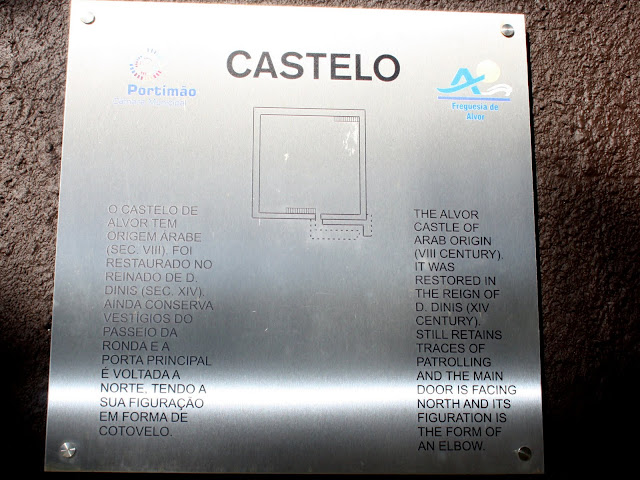 CASTELO
Portimão
Freguesia de
Alvor
O CASTELO DE
ALVOR TEM
ORIGEM ÁRABE
(SEC. VIII). FOI
RESTAURADO NO
REINADO DE D.
DINIS (SEC. XIV).
AINDA CONSERVA
VESTÍGIOS DO
PASSEIO DA
RONDA E A
PORTA PRINCIPAL
É VOLTADA A
NORTE, TENDO A
SUA FIGURAÇÃO
EM FORMA DE
COTOVELO.
THE ALVOR
CASTLE OF
ARAB ORIGIN
(VIII CENTURY).
IT WAS
RESTORED IN
THE REIGN OF
D. DINIS (XIV
CENTURY).
STILL RETAINS
TRACES OF
PATROLLING
AND THE MAIN
DOOR IS FACING
NORTH AND ITS
FIGURATION IS
THE FORM OF
AN ELBOW.